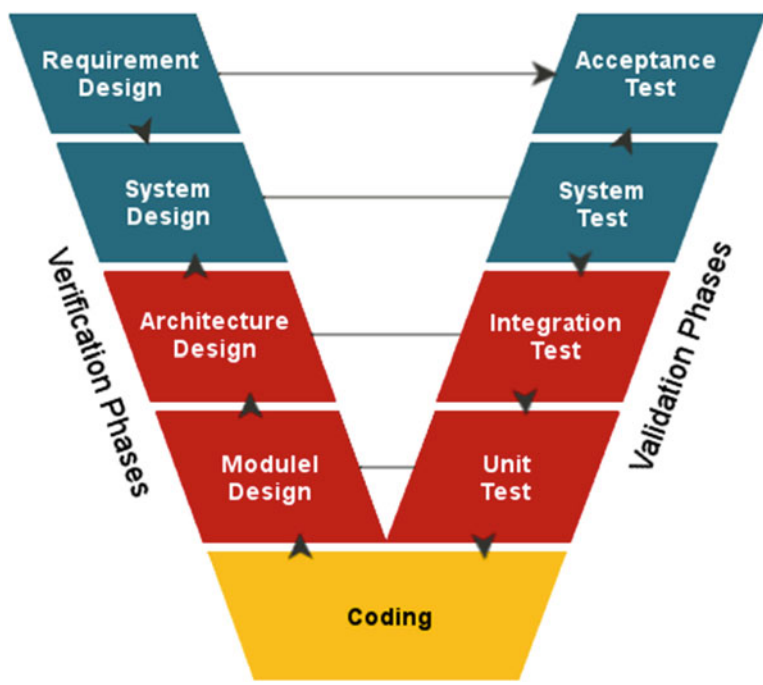 Requirement
Design
Acceptance
Test
System
Design
System
Test
Verification Phases
Validation Phases
Architecture
Design
Integration
Test
Modulel
Design
Unit
Test
Coding